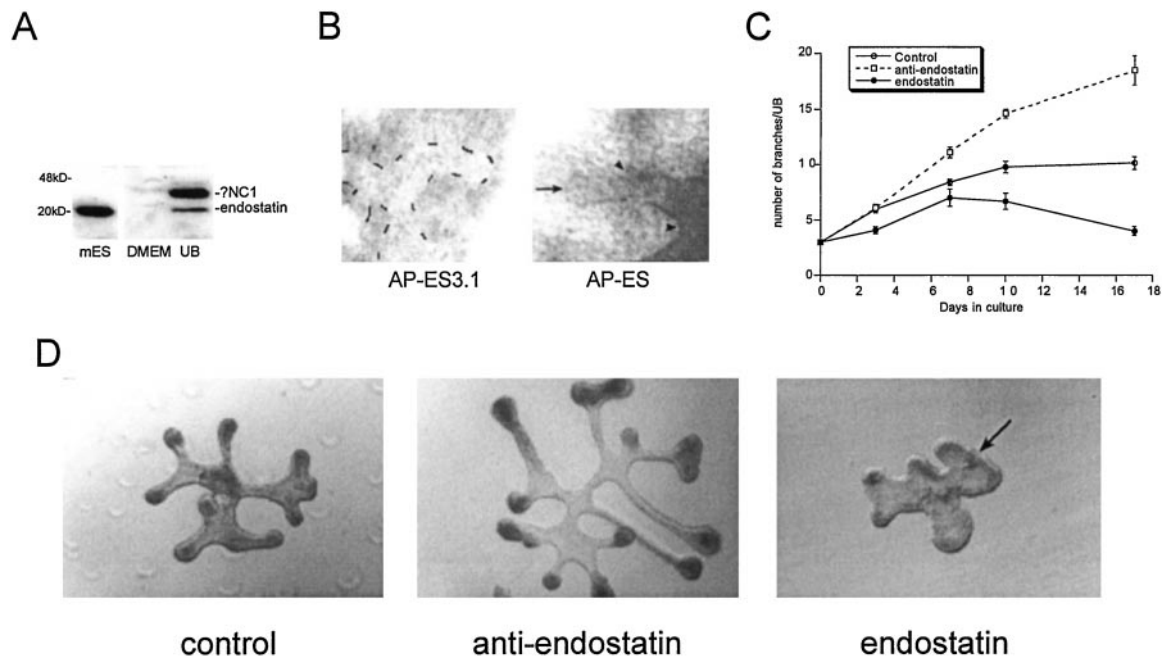 A
48kD-
20kD-
-?NC1
-endostatin
mES DMEM UB
B
AP-ES3.1
AP-ES
C
Control
anti-endostatin
endostatin
number of branches/UB
20
15
10
5
0
0 2 4 6 8 10 12 14 16 18
Days in culture
D
control
anti-endostatin
endostatin